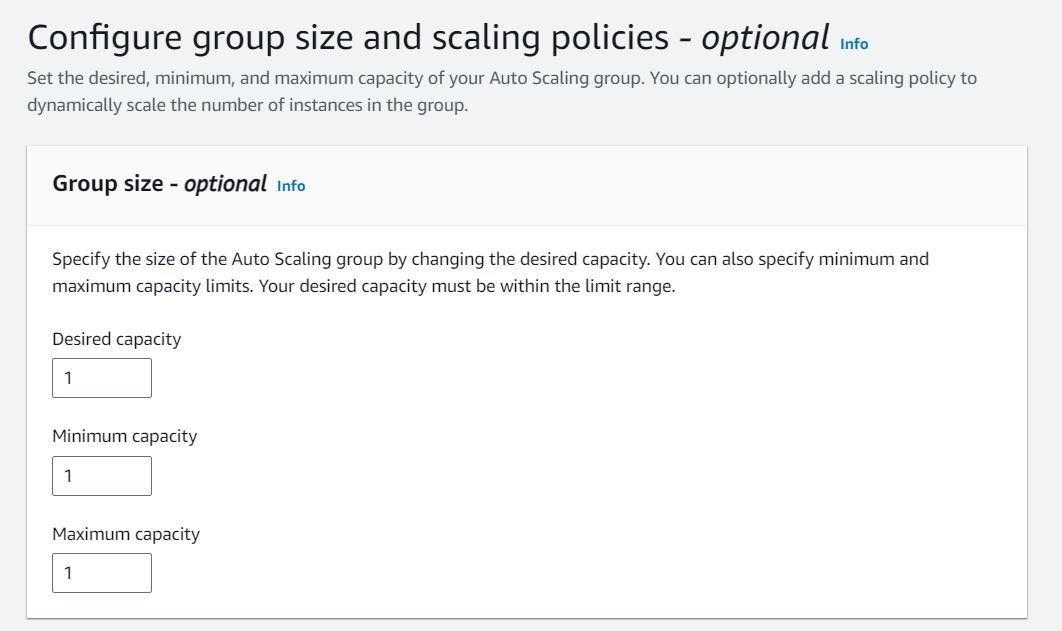 Configure group size and scaling policies - optional Info
Set the desired, minimum, and maximum capacity of your Auto Scaling group. You can optionally add a scaling policy to
dynamically scale the number of instances in the group.
Group size - optional Info
Specify the size of the Auto Scaling group by changing the desired capacity. You can also specify minimum and
maximum capacity limits. Your desired capacity must be within the limit range.
Desired capacity
1
Minimum capacity
1
Maximum capacity
1